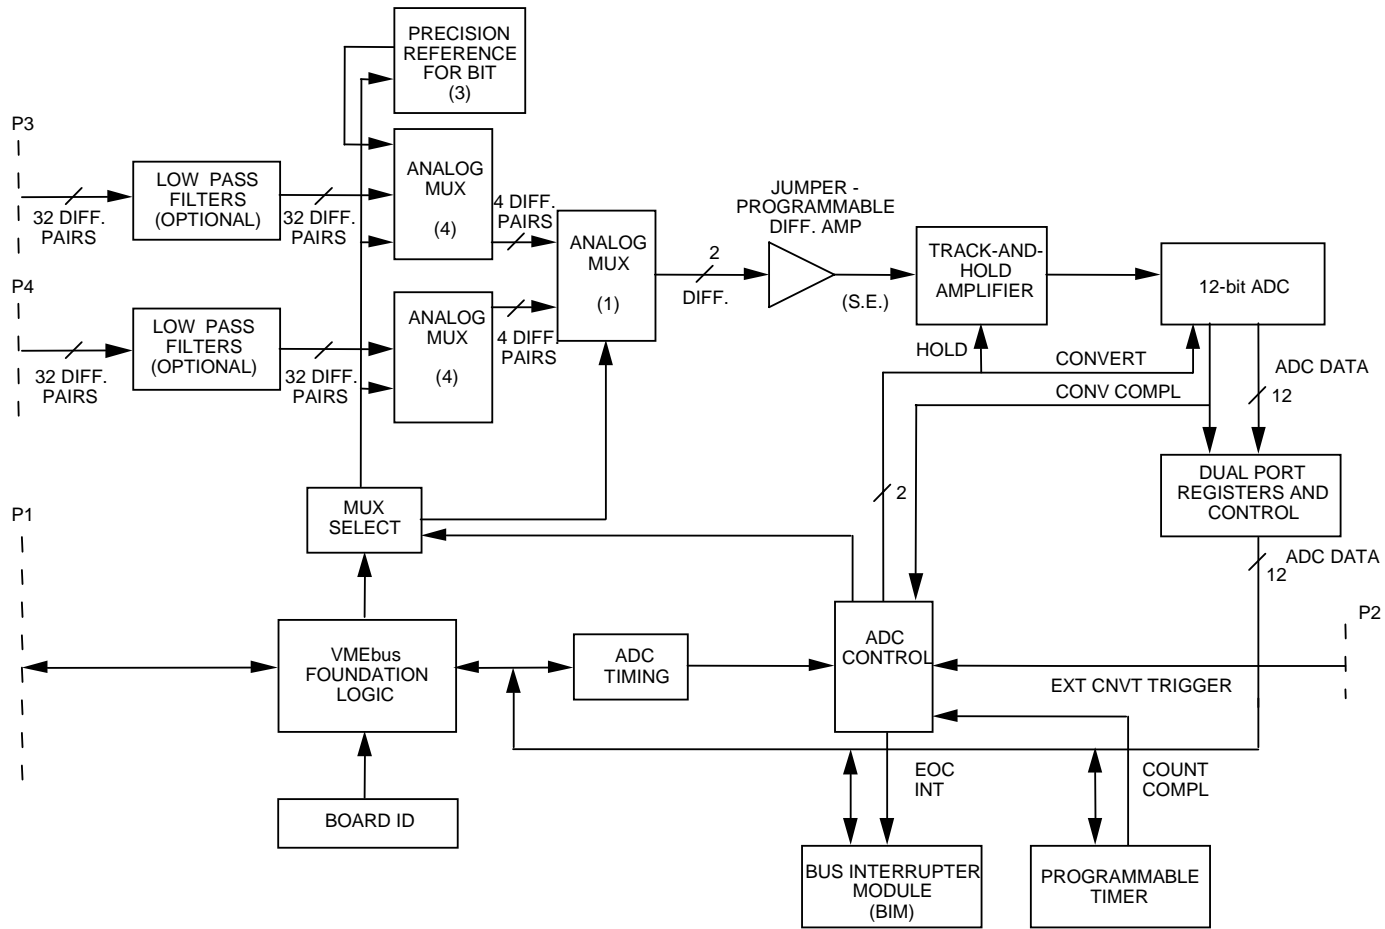 PRECISION
REFERENCE
FOR BIT
(3)
P3
LOW PASS
FILTERS
(OPTIONAL)
32 DIFF.
PAIRS
32 DIFF.
PAIRS
ANALOG
MUX
(4)
4 DIFF.
PAIRS
ANALOG
MUX
(1)
2
DIFF.
JUMPER -
PROGRAMMABLE
DIFF. AMP
(S.E.)
TRACK-AND-
HOLD
AMPLIFIER
12-bit ADC
P4
LOW PASS
FILTERS
(OPTIONAL)
32 DIFF.
PAIRS
32 DIFF.
PAIRS
ANALOG
MUX
(4)
4 DIFF.
PAIRS
HOLD
CONVERT
CONV COMPL
ADC DATA
12
2
DUAL PORT
REGISTERS AND
CONTROL
ADC DATA
12
P1
MUX
SELECT
VMEbus
FOUNDATION
LOGIC
ADC
TIMING
ADC
CONTROL
P2
EXT CNVT TRIGGER
BOARD ID
EOC
INT
COUNT
COMPL
BUS INTERRUPTER
MODULE
(BIM)
PROGRAMMABLE
TIMER